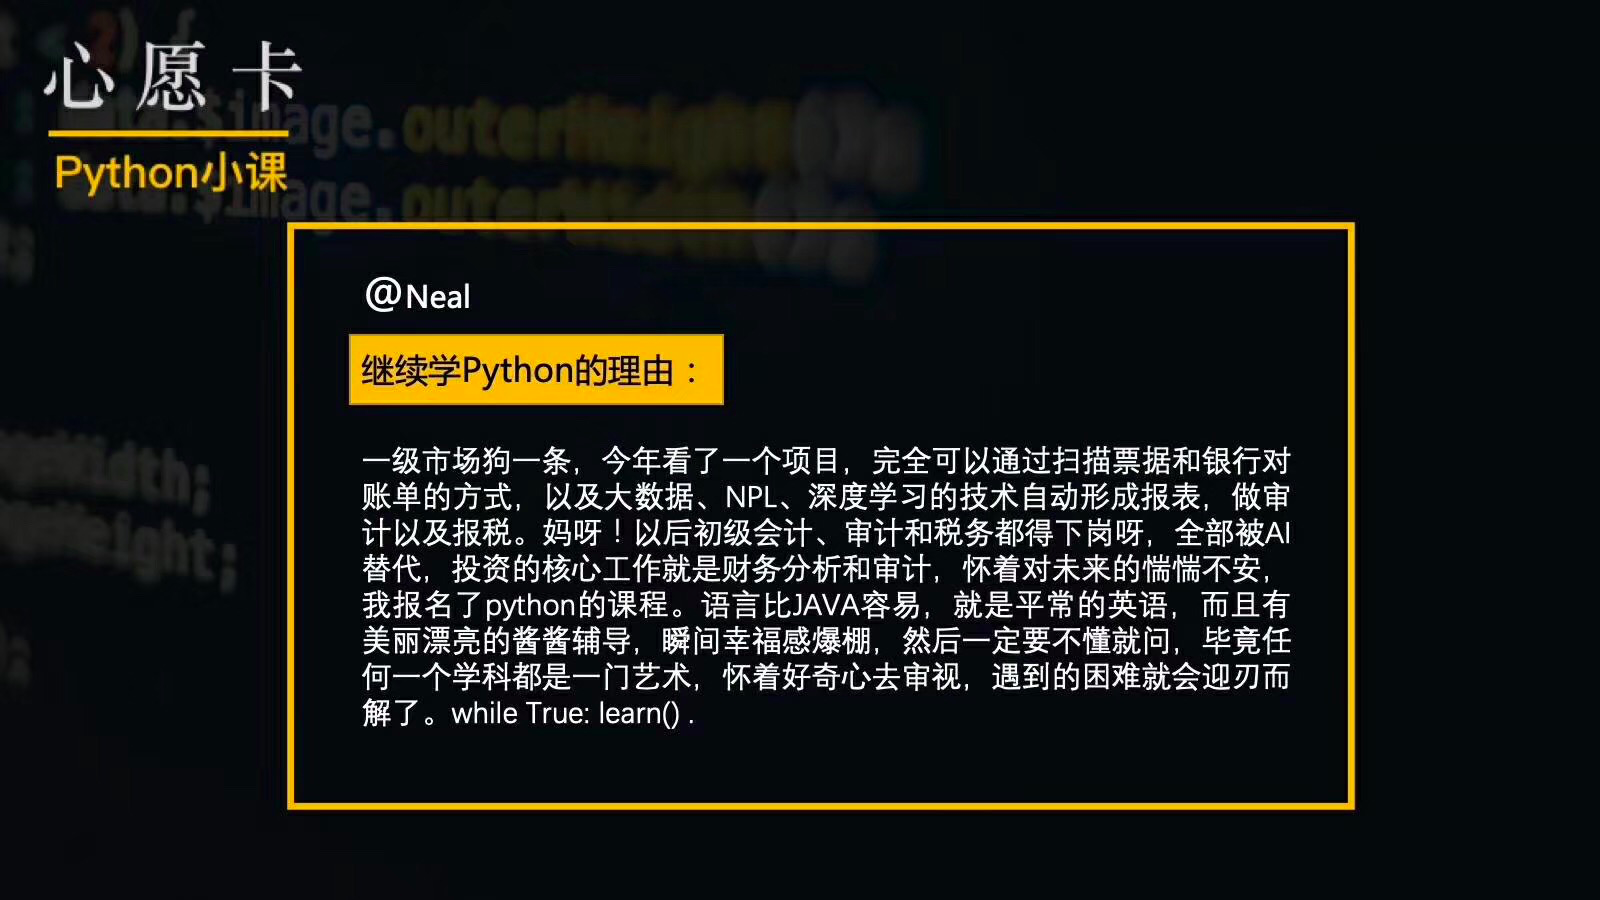 心愿卡
Python小课
@Neal
继续学Python的理由：
一级市场狗一条，今年看了一个项目，完全可以通过扫描票据和银行对
账单的方式，以及大数据、NPL、深度学习的技术自动形成报表，做审
计以及报税。妈呀！以后初级会计、审计和税务都得下岗呀，全部被AI
替代，投资的核心工作就是财务分析和审计，怀着对未来的惴惴不安，
我报名了python的课程。语言比JAVA容易，就是平常的英语，而且有
美丽漂亮的酱酱辅导，瞬间幸福感爆棚，然后一定要不懂就问，毕竟任
何一个学科都是一门艺术，怀着好奇心去审视，遇到的困难就会迎刃而
解了。while True: learn() .
image.outerHeight()
image.outer